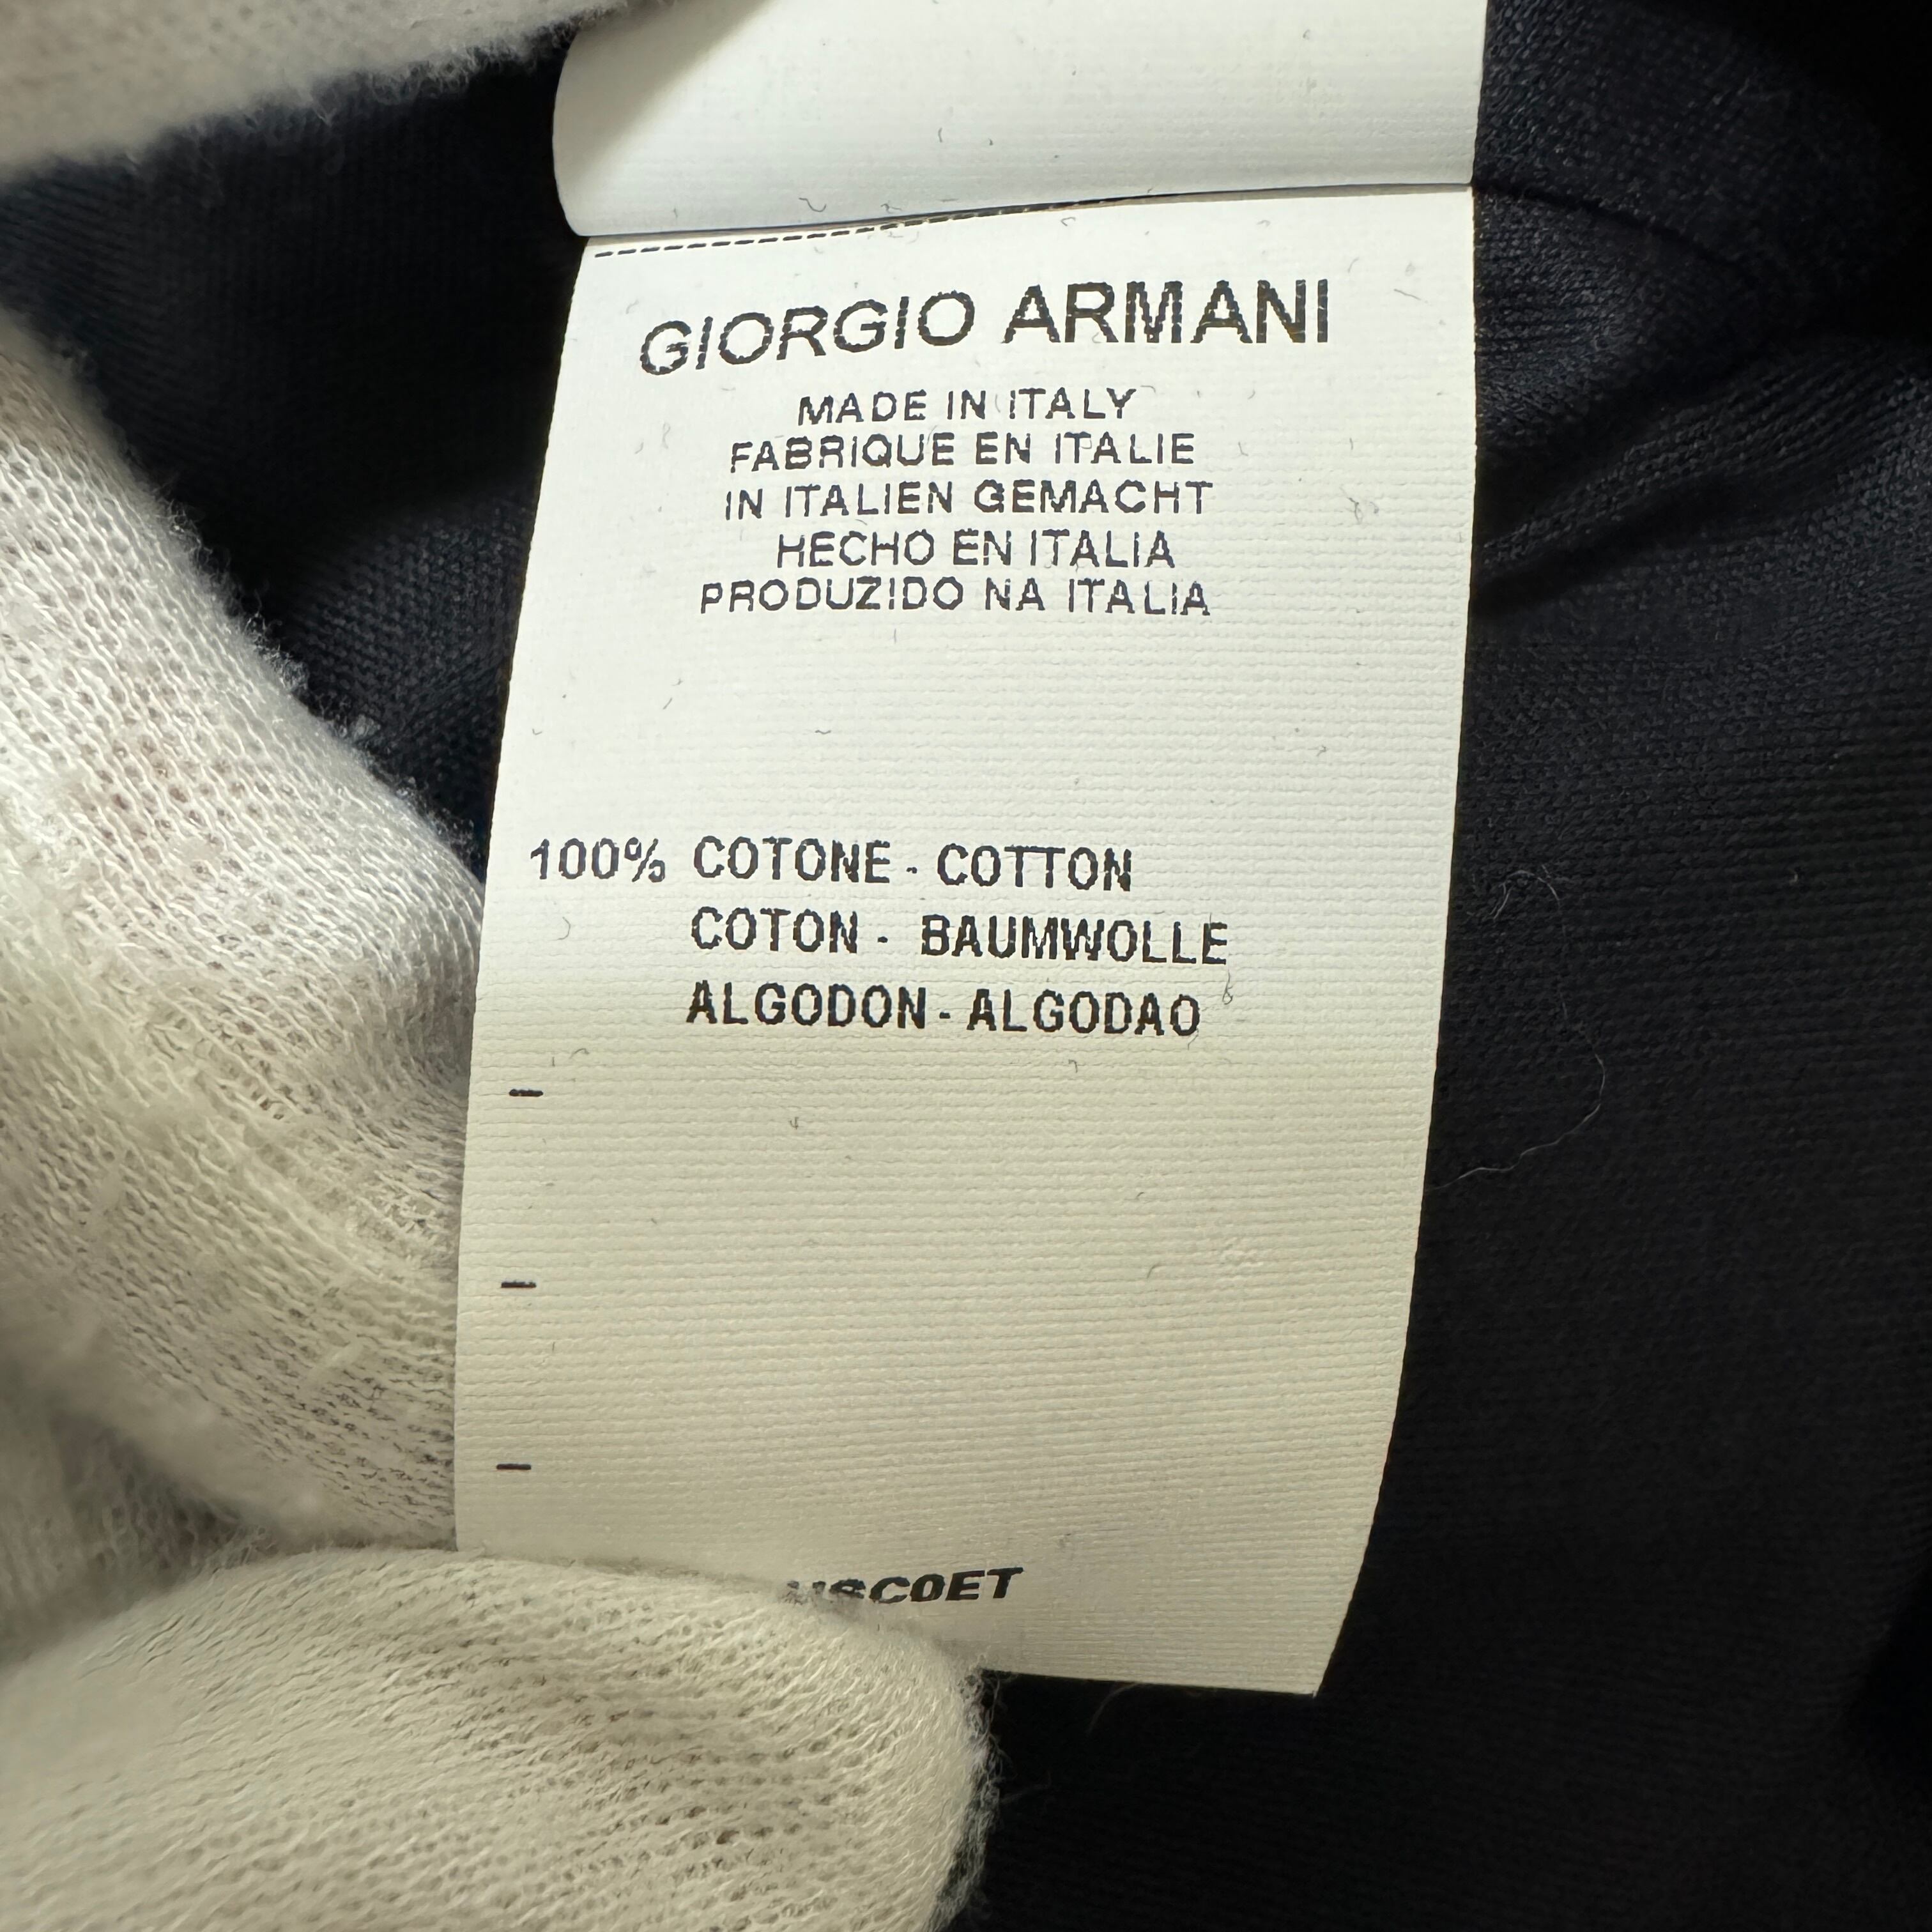 GIORGIO ARMANI
MADE IN ITALY
FABRIQUE EN ITALIE
IN ITALIEN GEMACHT
HECHO EN ITALIA
PRODUZIDO NA ITALIA
100% COTONE - COTTON
COTON - BAUMWOLLE
ALGODON - ALGODAO
-
-
-